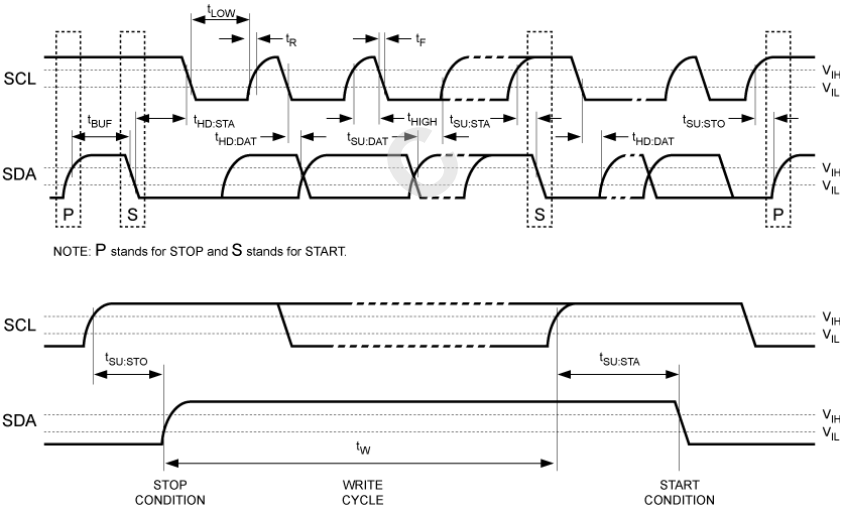 tLOW
tR
tF
SCL
VIH
VIL
tBUF
tHD:STA
tHD:DAT
tSU:DAT
tHIGH
tSU:STA
tSU:STO
tHD:DAT
SDA
VIH
VIL
P
S
S
P
NOTE: P stands for STOP and S stands for START.
SCL
VIH
VIL
tSU:STO
tSU:STA
SDA
VIH
VIL
tW
STOP
CONDITION
WRITE
CYCLE
START
CONDITION